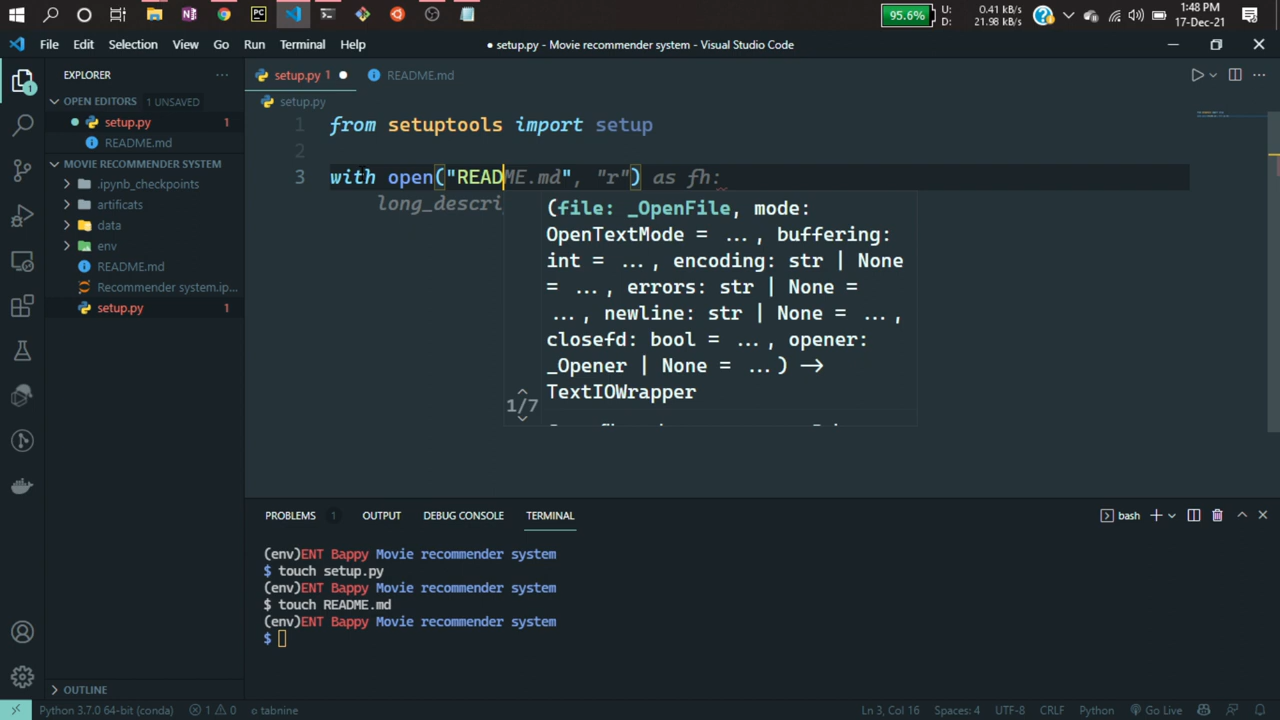 95.6%
U: 0.41 kB/s
D: 21.98 kB/s
1:48 PM
17-Dec-21
File Edit Selection View Go Run Terminal Help
● setup.py - Movie recommender system - Visual Studio Code
EXPLORER
OPEN EDITORS 1 UNSAVED
setup.py 1
README.md
MOVIE RECOMMENDER SYSTEM
.ipynb_checkpoints
artificats
data
env
README.md
Recommender system.ip...
setup.py 1
OUTLINE
setup.py 1 ● README.md
setup.py
1 from setuptools import setup
2
3 with open("README.md", "r") as fh:
long_descri
(file: _OpenFile, mode:
OpenTextMode = ..., buffering:
int = ..., encoding: str | None
= ..., errors: str | None =
..., newline: str | None = ...,
closefd: bool = ..., opener:
_Opener | None = ...) →
TextIOWrapper
1/7
PROBLEMS 1 OUTPUT DEBUG CONSOLE TERMINAL
bash
(env)ENT Bappy Movie recommender system
$ touch setup.py
(env)ENT Bappy Movie recommender system
$ touch README.md
(env)ENT Bappy Movie recommender system
$
Python 3.7.0 64-bit (conda) 1 0 tabnine
Ln 3, Col 16 Spaces: 4 UTF-8 CRLF Python Go Live